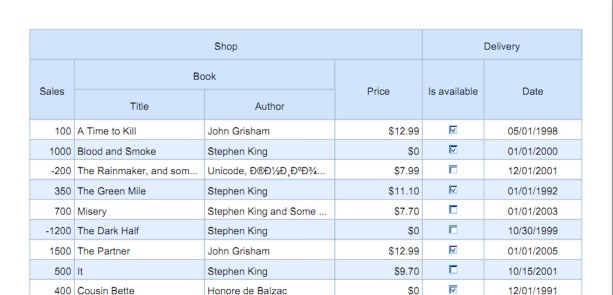 Shop Delivery
Book
Sales Price Is available Date
Title Author
100 A Time to Kill John Grisham $12.99 05/01/1998
1000 Blood and Smoke Stephen King $0 01/01/2000
-200 The Rainmaker, and som... Unicode, Ð®Ð½Ð¸ÐºÐ¾... $7.99 12/01/2001
350 The Green Mile Stephen King $11.10 01/01/1992
700 Misery Stephen King and Some ... $7.70 01/01/2003
-1200 The Dark Half Stephen King $0 10/30/1999
1500 The Partner John Grisham $12.99 01/01/2005
500 It Stephen King $9.70 10/15/2001
400 Cousin Bette Honore de Balzac $0 12/01/1991